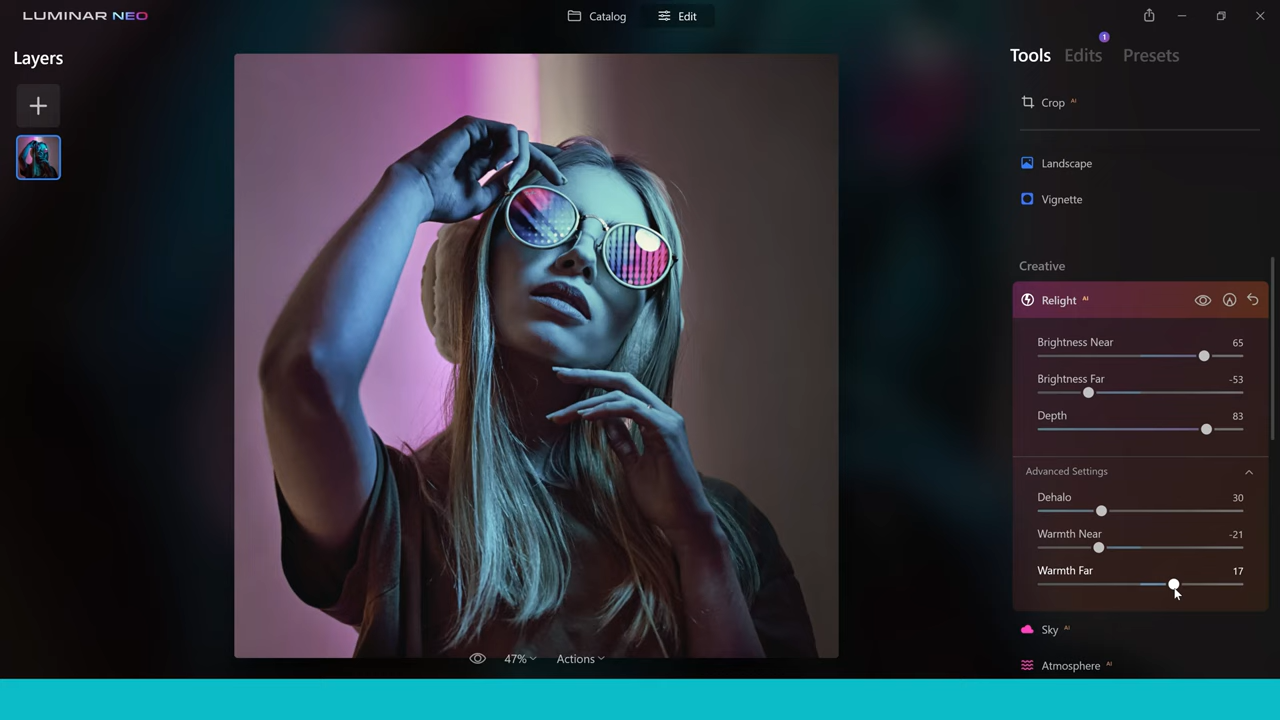 LUMINAR NEO
Catalog
Edit
Layers
1
Tools
Edits
Presets
Crop AI
Landscape
Vignette
Creative
Relight AI
Brightness Near 65
Brightness Far -53
Depth 83
Advanced Settings
Dehalo 30
Warmth Near -21
Warmth Far 17
Sky AI
Atmosphere AI
47%
Actions